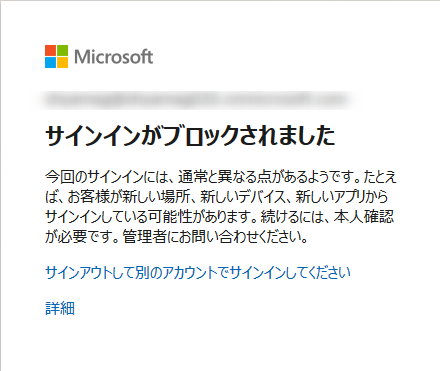 Microsoft
サインインがブロックされました
今回のサインインには、通常と異なる点があるようです。たとえ
ば、お客様が新しい場所、新しいデバイス、新しいアプリから
サインインしている可能性があります。続けるには、本人確認
が必要です。管理者にお問い合わせください。
サインアウトして別のアカウントでサインインしてください
詳細